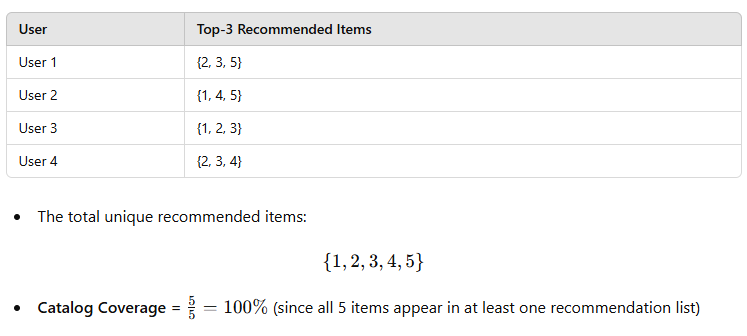 User Top-3 Recommended Items
User 1 {2, 3, 5}
User 2 {1, 4, 5}
User 3 {1, 2, 3}
User 4 {2, 3, 4}
• The total unique recommended items:
{1, 2, 3, 4, 5}
• Catalog Coverage = 5/5 = 100% (since all 5 items appear in at least one recommendation list)